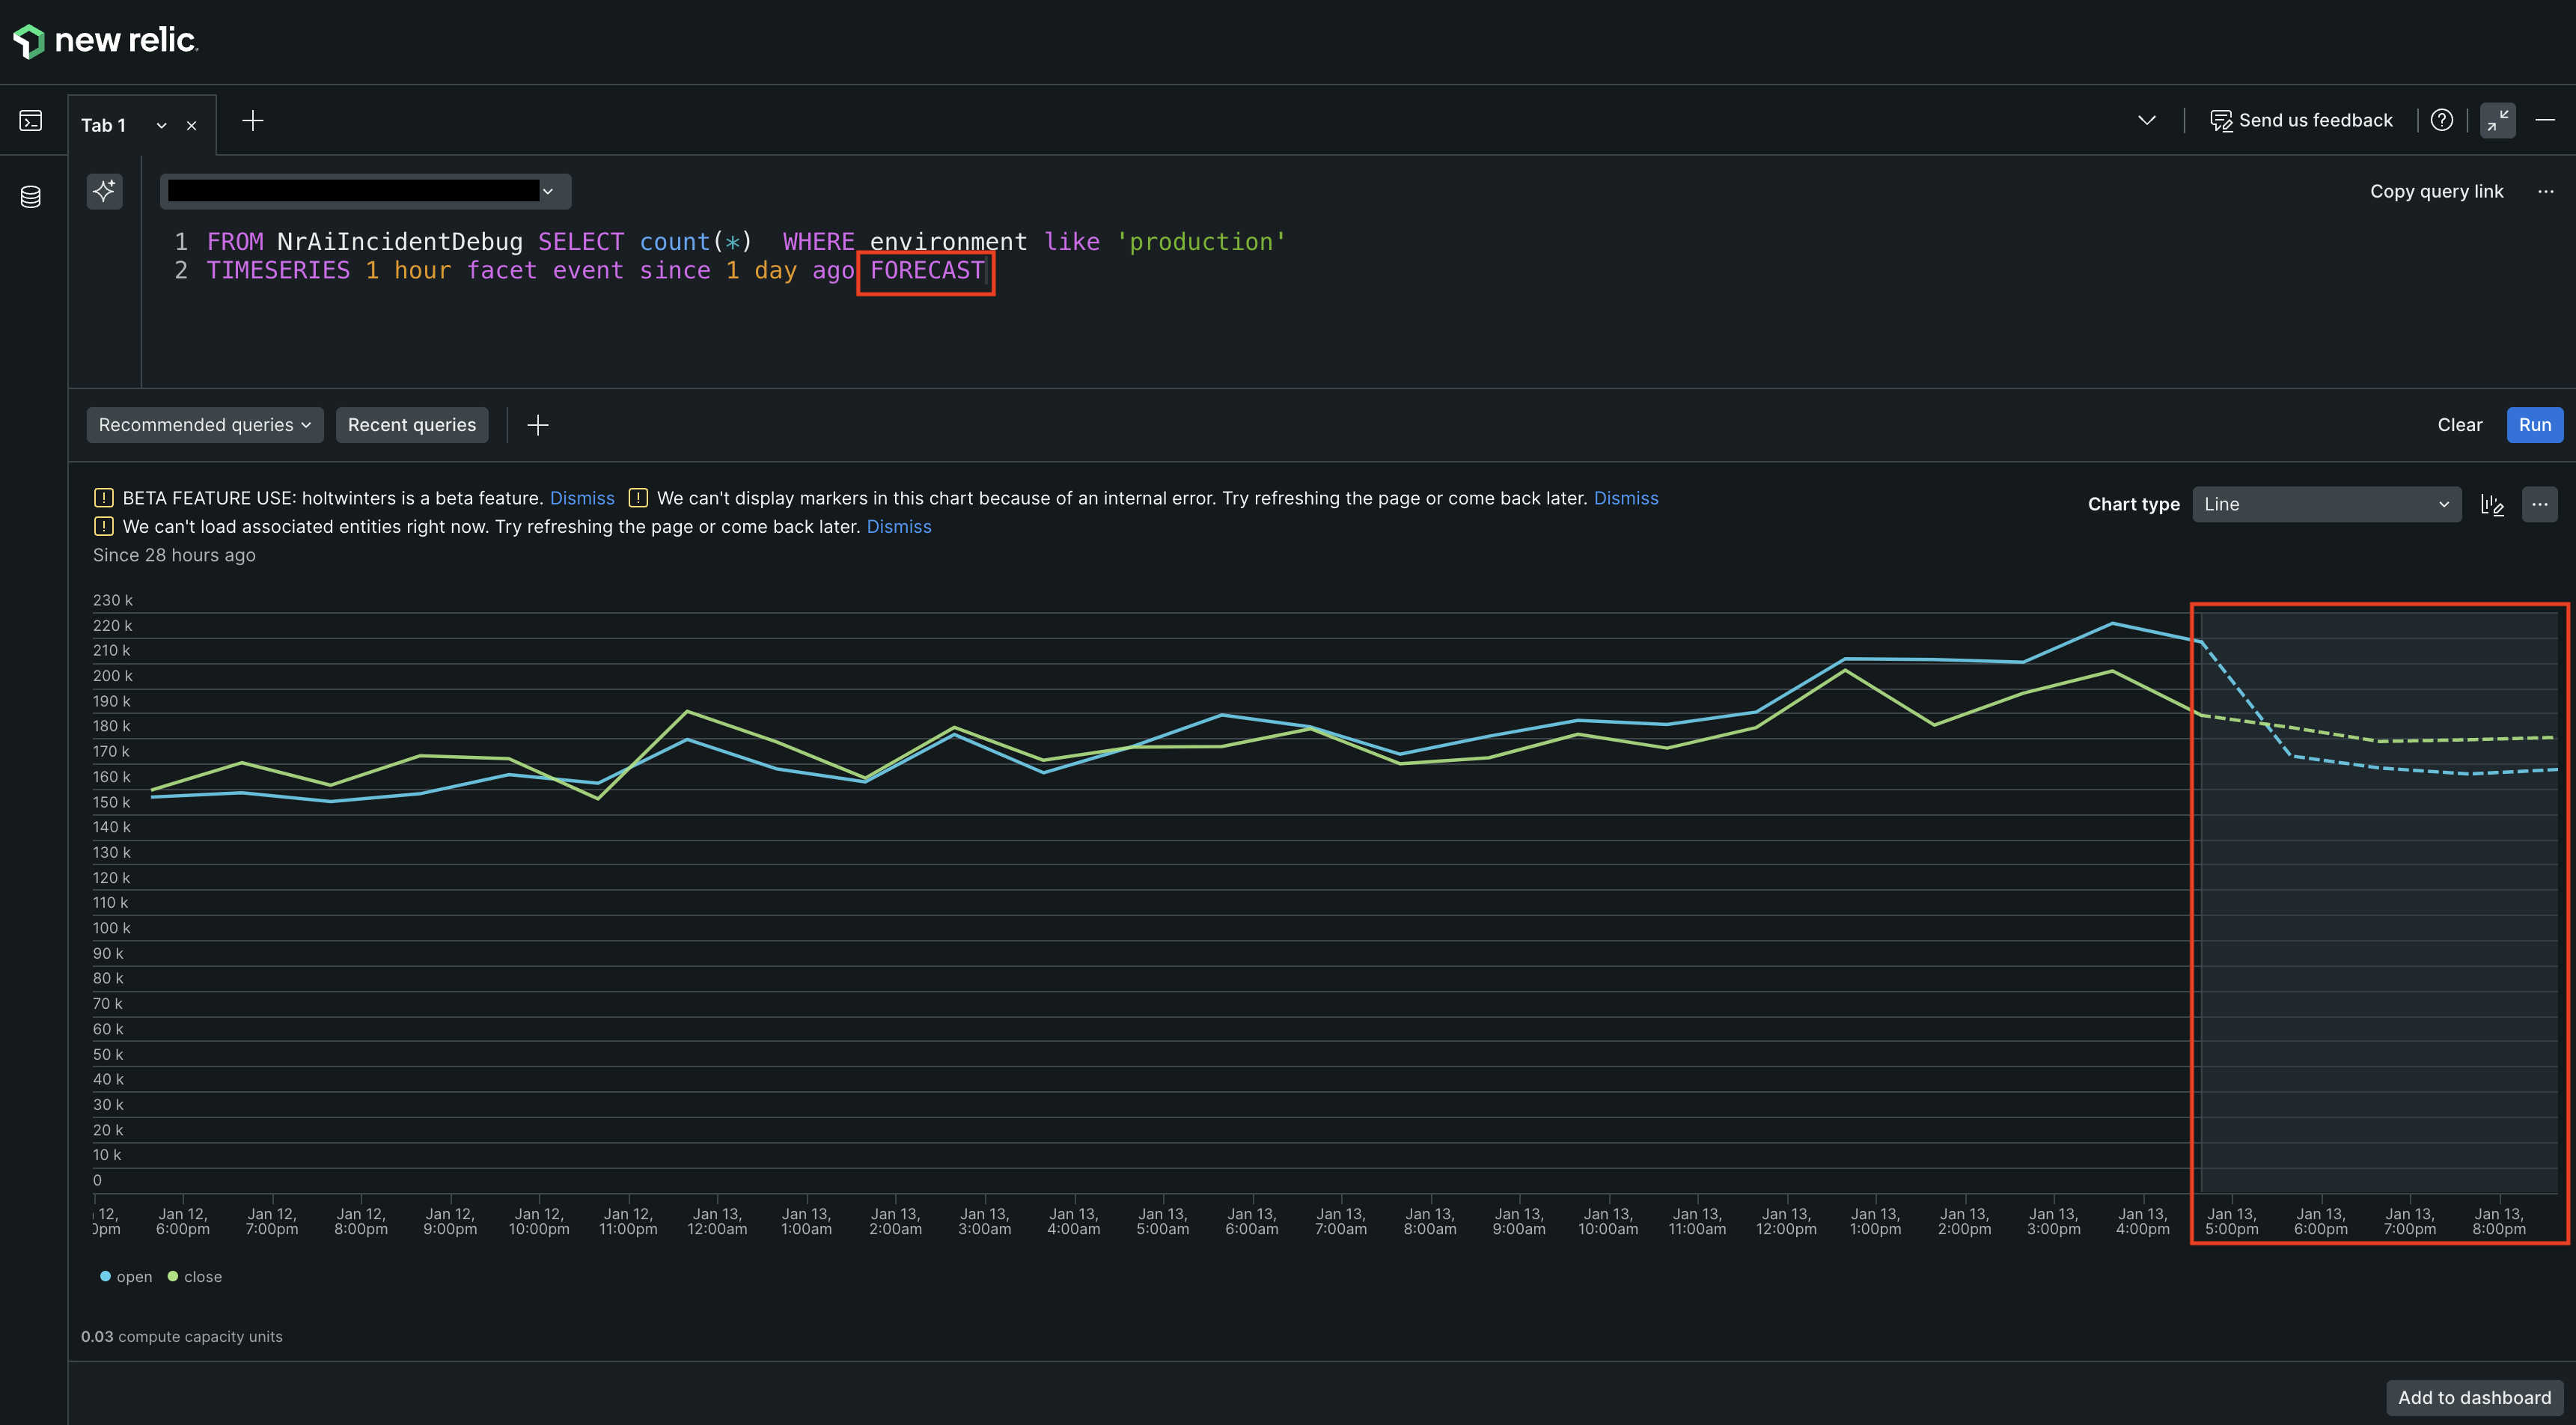 new relic
Tab 1
Send us feedback
Copy query link
1 FROM NrAiIncidentDebug SELECT count(*)  WHERE environment like 'production'
2 TIMESERIES 1 hour facet event since 1 day ago FORECAST
Recommended queries
Recent queries
Clear
Run
BETA FEATURE USE: holtwinters is a beta feature. Dismiss
We can't display markers in this chart because of an internal error. Try refreshing the page or come back later. Dismiss
We can't load associated entities right now. Try refreshing the page or come back later. Dismiss
Since 28 hours ago
Chart type
Line
230 k
220 k
210 k
200 k
190 k
180 k
170 k
160 k
150 k
140 k
130 k
120 k
110 k
100 k
90 k
80 k
70 k
60 k
50 k
40 k
30 k
20 k
10 k
0
12,
0pm
Jan 12,
6:00pm
Jan 12,
7:00pm
Jan 12,
8:00pm
Jan 12,
9:00pm
Jan 12,
10:00pm
Jan 12,
11:00pm
Jan 13,
12:00am
Jan 13,
1:00am
Jan 13,
2:00am
Jan 13,
3:00am
Jan 13,
4:00am
Jan 13,
5:00am
Jan 13,
6:00am
Jan 13,
7:00am
Jan 13,
8:00am
Jan 13,
9:00am
Jan 13,
10:00am
Jan 13,
11:00am
Jan 13,
12:00pm
Jan 13,
1:00pm
Jan 13,
2:00pm
Jan 13,
3:00pm
Jan 13,
4:00pm
Jan 13,
5:00pm
Jan 13,
6:00pm
Jan 13,
7:00pm
Jan 13,
8:00pm
open
close
0.03 compute capacity units
Add to dashboard